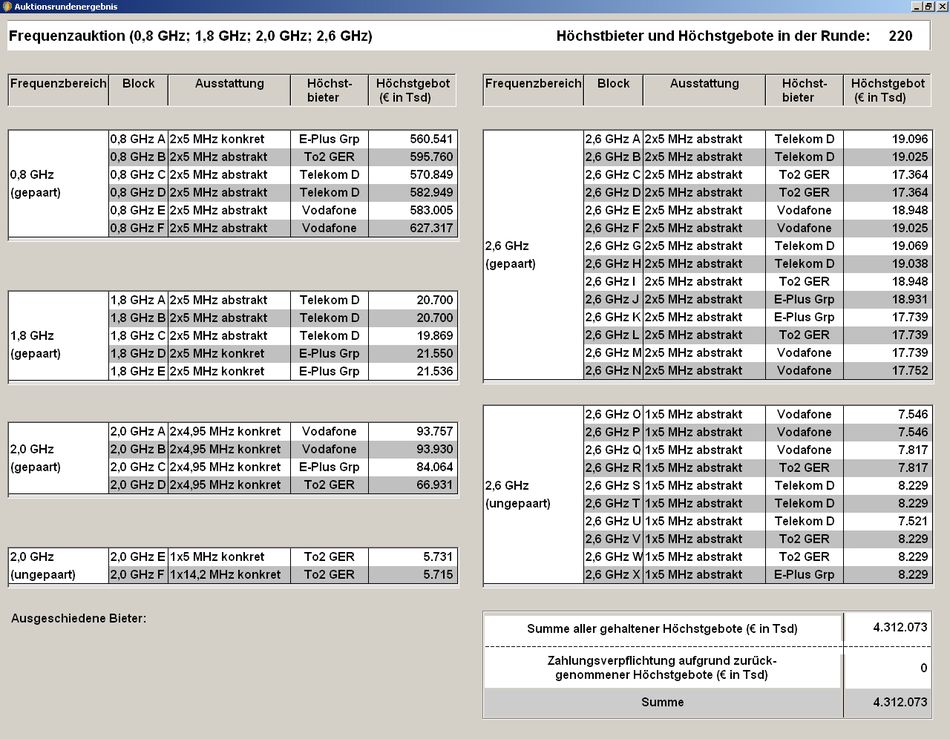 Auktionsrundenergebnis
Frequenzauktion (0,8 GHz; 1,8 GHz; 2,0 GHz; 2,6 GHz)
Höchstbieter und Höchstgebote in der Runde: 220
Frequenzbereich Block Ausstattung Höchst-bieter Höchstgebot (€ in Tsd)
0,8 GHz (gepaart)
0,8 GHz A 2x5 MHz konkret E-Plus Grp 560.541
0,8 GHz B 2x5 MHz abstrakt To2 GER 595.760
0,8 GHz C 2x5 MHz abstrakt Telekom D 570.849
0,8 GHz D 2x5 MHz abstrakt Telekom D 582.949
0,8 GHz E 2x5 MHz abstrakt Vodafone 583.005
0,8 GHz F 2x5 MHz abstrakt Vodafone 627.317
1,8 GHz (gepaart)
1,8 GHz A 2x5 MHz abstrakt Telekom D 20.700
1,8 GHz B 2x5 MHz abstrakt Telekom D 20.700
1,8 GHz C 2x5 MHz abstrakt Telekom D 19.869
1,8 GHz D 2x5 MHz konkret E-Plus Grp 21.550
1,8 GHz E 2x5 MHz konkret E-Plus Grp 21.536
2,0 GHz (gepaart)
2,0 GHz A 2x4,95 MHz konkret Vodafone 93.757
2,0 GHz B 2x4,95 MHz konkret Vodafone 93.930
2,0 GHz C 2x4,95 MHz konkret E-Plus Grp 84.064
2,0 GHz D 2x4,95 MHz konkret To2 GER 66.931
2,0 GHz (ungepaart)
2,0 GHz E 1x5 MHz konkret To2 GER 5.731
2,0 GHz F 1x14,2 MHz konkret To2 GER 5.715
Ausgeschiedene Bieter:
Frequenzbereich Block Ausstattung Höchst-bieter Höchstgebot (€ in Tsd)
2,6 GHz (gepaart)
2,6 GHz A 2x5 MHz abstrakt Telekom D 19.096
2,6 GHz B 2x5 MHz abstrakt Telekom D 19.025
2,6 GHz C 2x5 MHz abstrakt To2 GER 17.364
2,6 GHz D 2x5 MHz abstrakt To2 GER 17.364
2,6 GHz E 2x5 MHz abstrakt Vodafone 18.948
2,6 GHz F 2x5 MHz abstrakt Vodafone 19.025
2,6 GHz G 2x5 MHz abstrakt Telekom D 19.069
2,6 GHz H 2x5 MHz abstrakt Telekom D 19.038
2,6 GHz I 2x5 MHz abstrakt To2 GER 18.948
2,6 GHz J 2x5 MHz abstrakt E-Plus Grp 18.931
2,6 GHz K 2x5 MHz abstrakt E-Plus Grp 17.739
2,6 GHz L 2x5 MHz abstrakt To2 GER 17.739
2,6 GHz M 2x5 MHz abstrakt Vodafone 17.739
2,6 GHz N 2x5 MHz abstrakt Vodafone 17.752
2,6 GHz (ungepaart)
2,6 GHz O 1x5 MHz abstrakt Vodafone 7.546
2,6 GHz P 1x5 MHz abstrakt Vodafone 7.546
2,6 GHz Q 1x5 MHz abstrakt Vodafone 7.817
2,6 GHz R 1x5 MHz abstrakt To2 GER 7.817
2,6 GHz S 1x5 MHz abstrakt Telekom D 8.229
2,6 GHz T 1x5 MHz abstrakt Telekom D 8.229
2,6 GHz U 1x5 MHz abstrakt Telekom D 7.521
2,6 GHz V 1x5 MHz abstrakt To2 GER 8.229
2,6 GHz W 1x5 MHz abstrakt To2 GER 8.229
2,6 GHz X 1x5 MHz abstrakt E-Plus Grp 8.229
Summe aller gehaltener Höchstgebote (€ in Tsd) 4.312.073
Zahlungsverpflichtung aufgrund zurück-
genommener Höchstgebote (€ in Tsd) 0
Summe 4.312.073